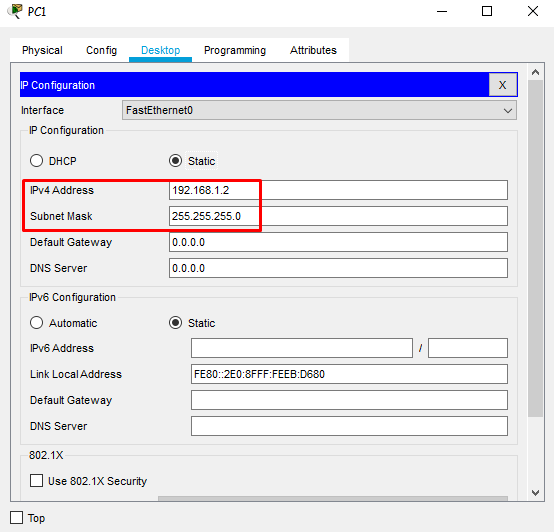 PC1
Physical Config Desktop Programming Attributes
IP Configuration X
Interface FastEthernet0
IP Configuration
DHCP Static
IPv4 Address 192.168.1.2
Subnet Mask 255.255.255.0
Default Gateway 0.0.0.0
DNS Server 0.0.0.0
IPv6 Configuration
Automatic Static
IPv6 Address /
Link Local Address FE80::2E0:8FFF:FEEB:D680
Default Gateway
DNS Server
802.1X
Use 802.1X Security
Top